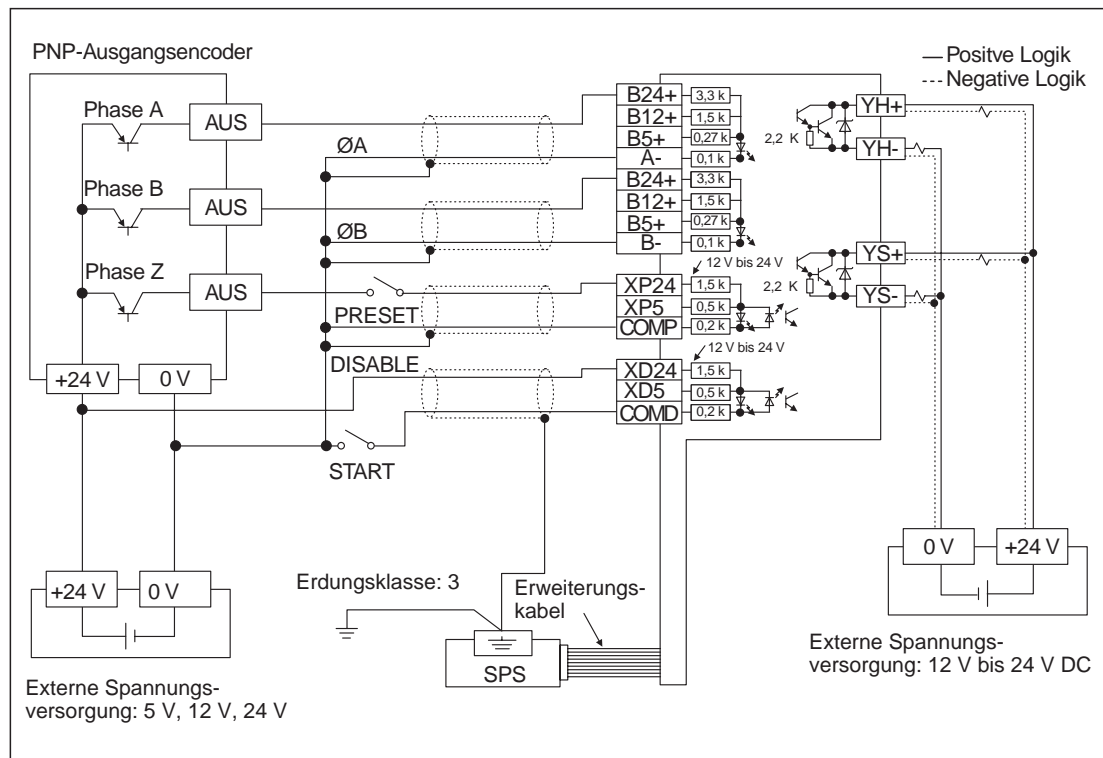 PNP-Ausgangsencoder
Phase A
AUS
Phase B
AUS
Phase Z
AUS
+24 V
0 V
ØA
ØB
PRESET
DISABLE
START
B24+
3,3 k
B12+
1,5 k
B5+
0,27 k
A-
0,1 k
B24+
3,3 k
B12+
1,5 k
B5+
0,27 k
B-
0,1 k
12 V bis 24 V
XP24
1,5 k
XP5
0,5 k
COMP
0,2 k
12 V bis 24 V
XD24
1,5 k
XD5
0,5 k
COMD
0,2 k
Positve Logik
Negative Logik
YH+
2,2 K
YH-
YS+
2,2 K
YS-
0 V
+24 V
Externe Spannungs-
versorgung: 12 V bis 24 V DC
+24 V
0 V
Externe Spannungs-
versorgung: 5 V, 12 V, 24 V
Erdungsklasse: 3
Erweiterungs-
kabel
SPS